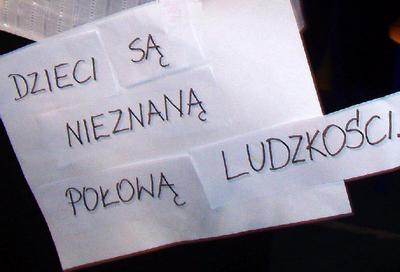 DZIECI SĄ
NIEZNANĄ
POŁOWĄ LUDZKOŚCI.